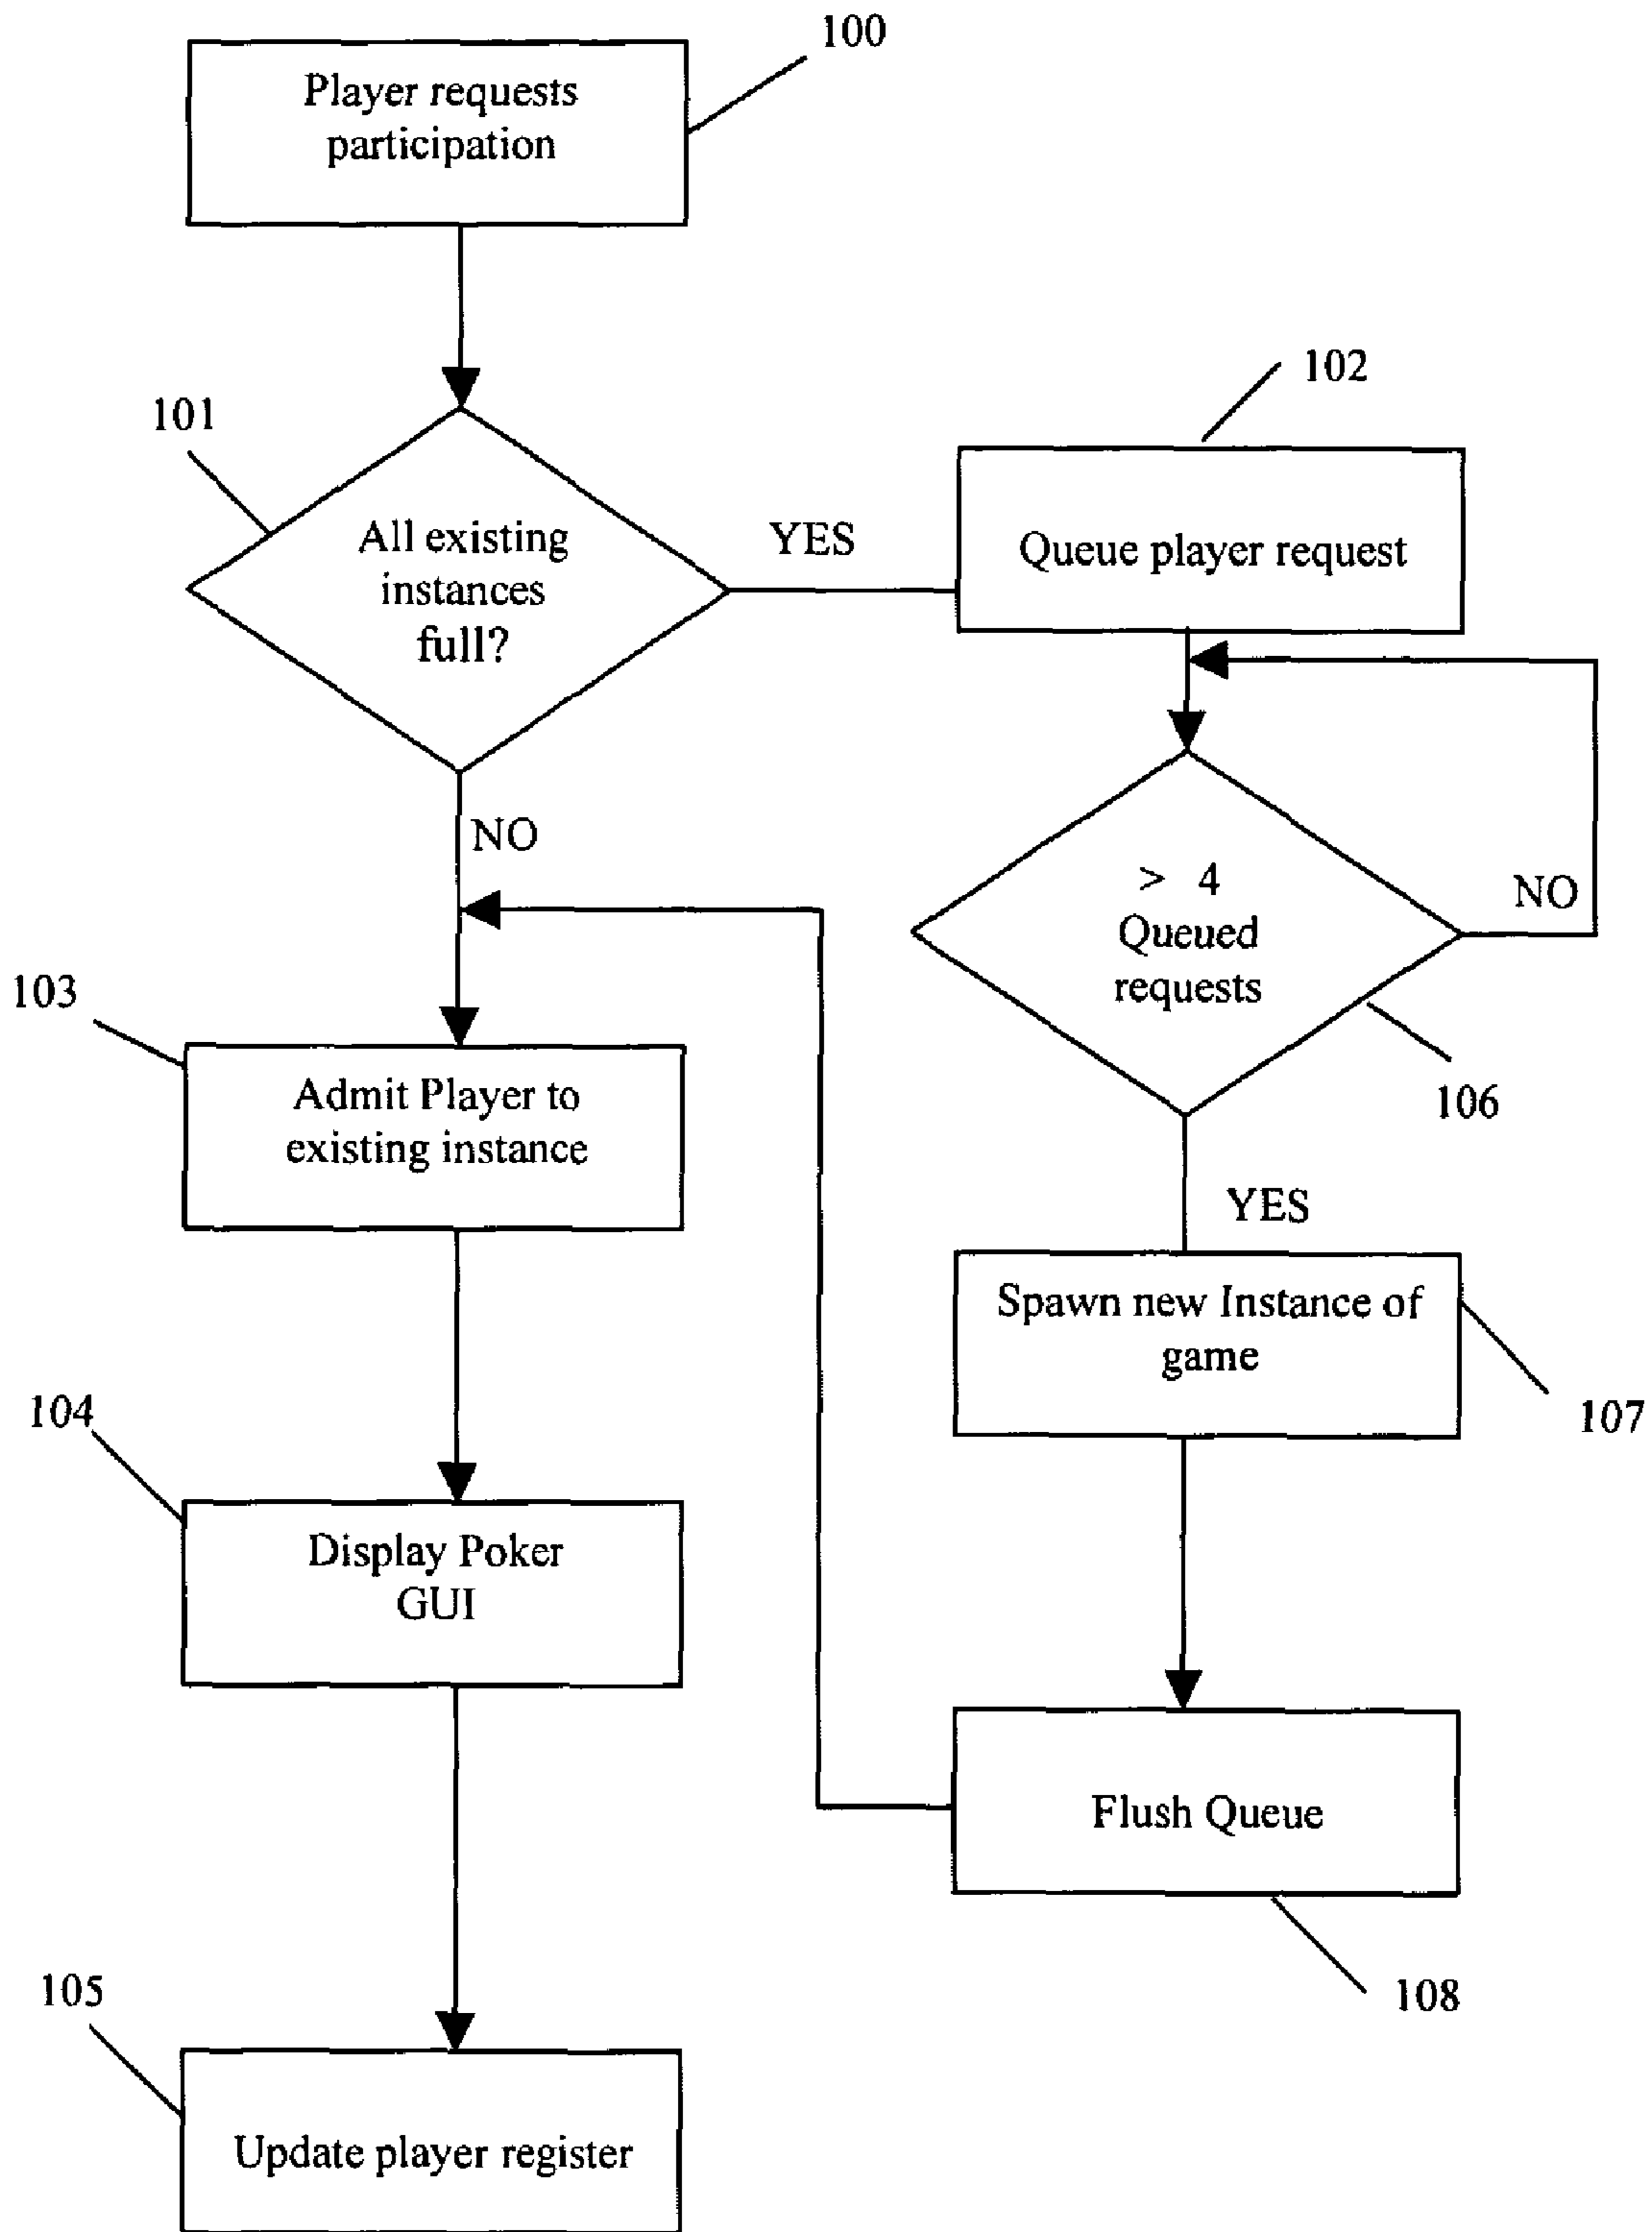 100
Player requests
participation
102
101
All existing
instances
full?
YES
Queue player request
NO
> 4
Queued
requests
NO
103
Admit Player to
existing instance
106
YES
Spawn new Instance of
game
104
107
Display Poker
GUI
Flush Queue
105
108
Update player register